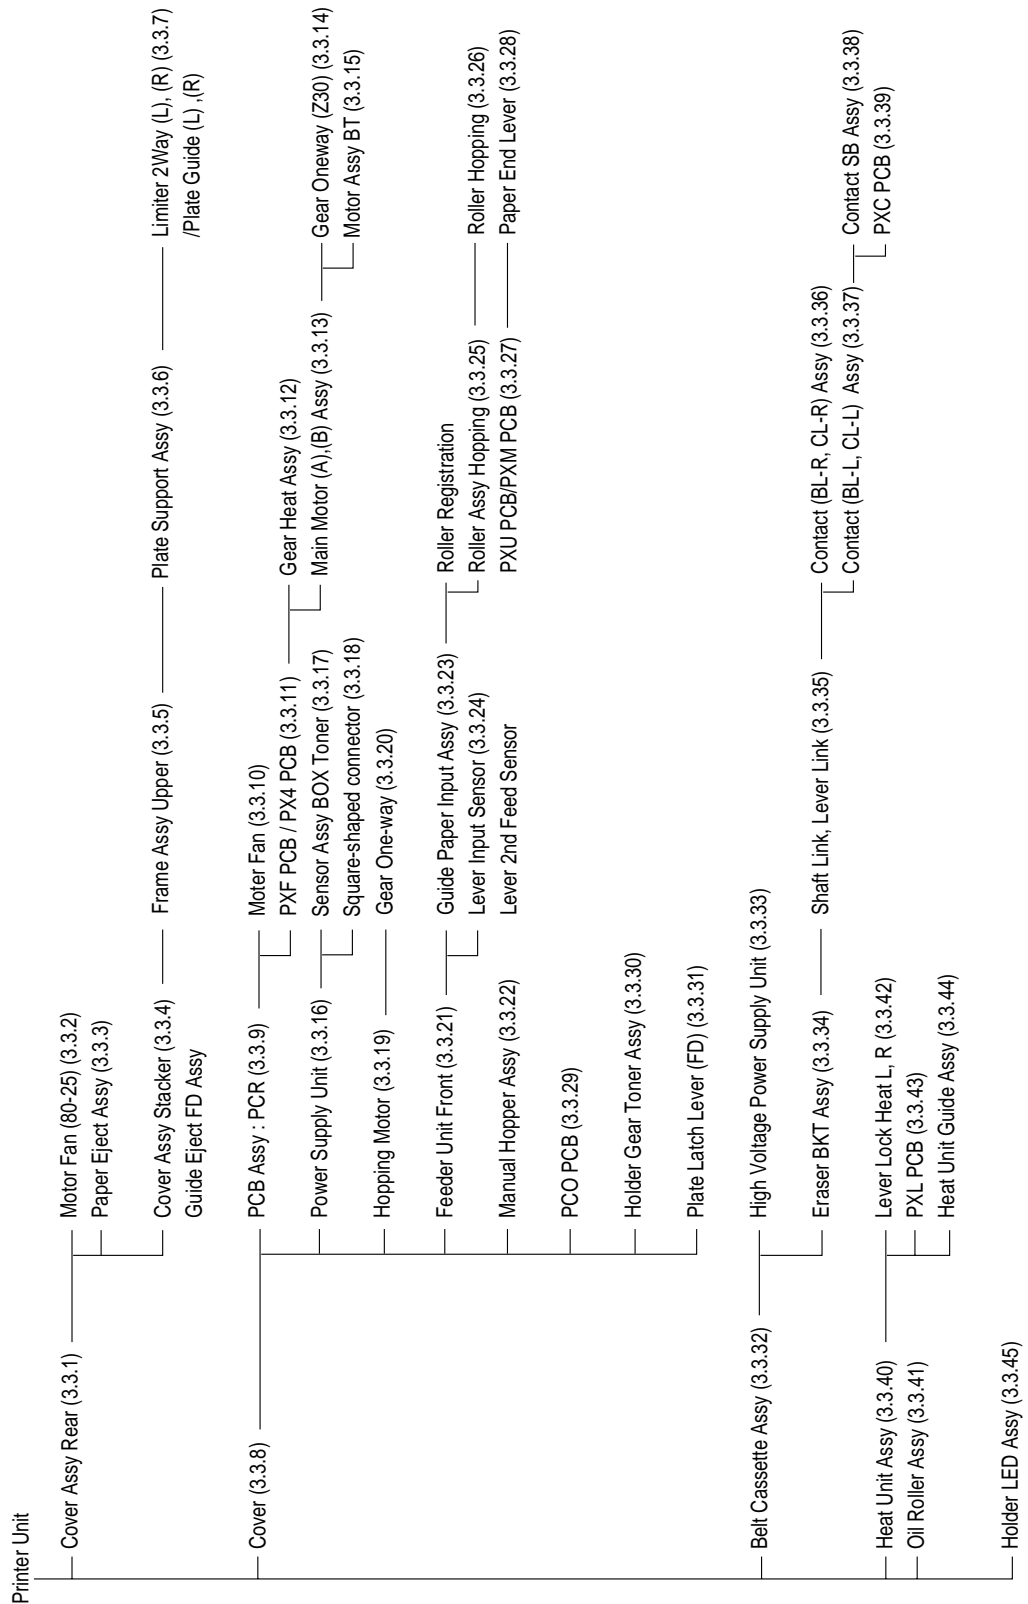 Printer Unit
Cover Assy Rear (3.3.1)
Motor Fan (80-25) (3.3.2)
Paper Eject Assy (3.3.3)
Cover Assy Stacker (3.3.4)
Guide Eject FD Assy
Frame Assy Upper (3.3.5)
Plate Support Assy (3.3.6)
Limiter 2Way (L), (R) (3.3.7)
/Plate Guide (L) ,(R)
Cover (3.3.8)
PCB Assy : PCR (3.3.9)
Moter Fan (3.3.10)
PXF PCB / PX4 PCB (3.3.11)
Gear Heat Assy (3.3.12)
Main Motor (A),(B) Assy (3.3.13)
Gear Oneway (Z30) (3.3.14)
Motor Assy BT (3.3.15)
Power Supply Unit (3.3.16)
Sensor Assy BOX Toner (3.3.17)
Square-shaped connector (3.3.18)
Hopping Motor (3.3.19)
Gear One-way (3.3.20)
Feeder Unit Front (3.3.21)
Guide Paper Input Assy (3.3.23)
Lever Input Sensor (3.3.24)
Lever 2nd Feed Sensor
Roller Registration
Roller Assy Hopping (3.3.25)
Roller Hopping (3.3.26)
PXU PCB/PXM PCB (3.3.27)
Paper End Lever (3.3.28)
Manual Hopper Assy (3.3.22)
PCO PCB (3.3.29)
Holder Gear Toner Assy (3.3.30)
Plate Latch Lever (FD) (3.3.31)
Belt Cassette Assy (3.3.32)
High Voltage Power Supply Unit (3.3.33)
Eraser BKT Assy (3.3.34)
Shaft Link, Lever Link (3.3.35)
Contact (BL-R, CL-R) Assy (3.3.36)
Contact (BL-L, CL-L) Assy (3.3.37)
Contact SB Assy (3.3.38)
PXC PCB (3.3.39)
Heat Unit Assy (3.3.40)
Oil Roller Assy (3.3.41)
Lever Lock Heat L, R (3.3.42)
PXL PCB (3.3.43)
Heat Unit Guide Assy (3.3.44)
Holder LED Assy (3.3.45)